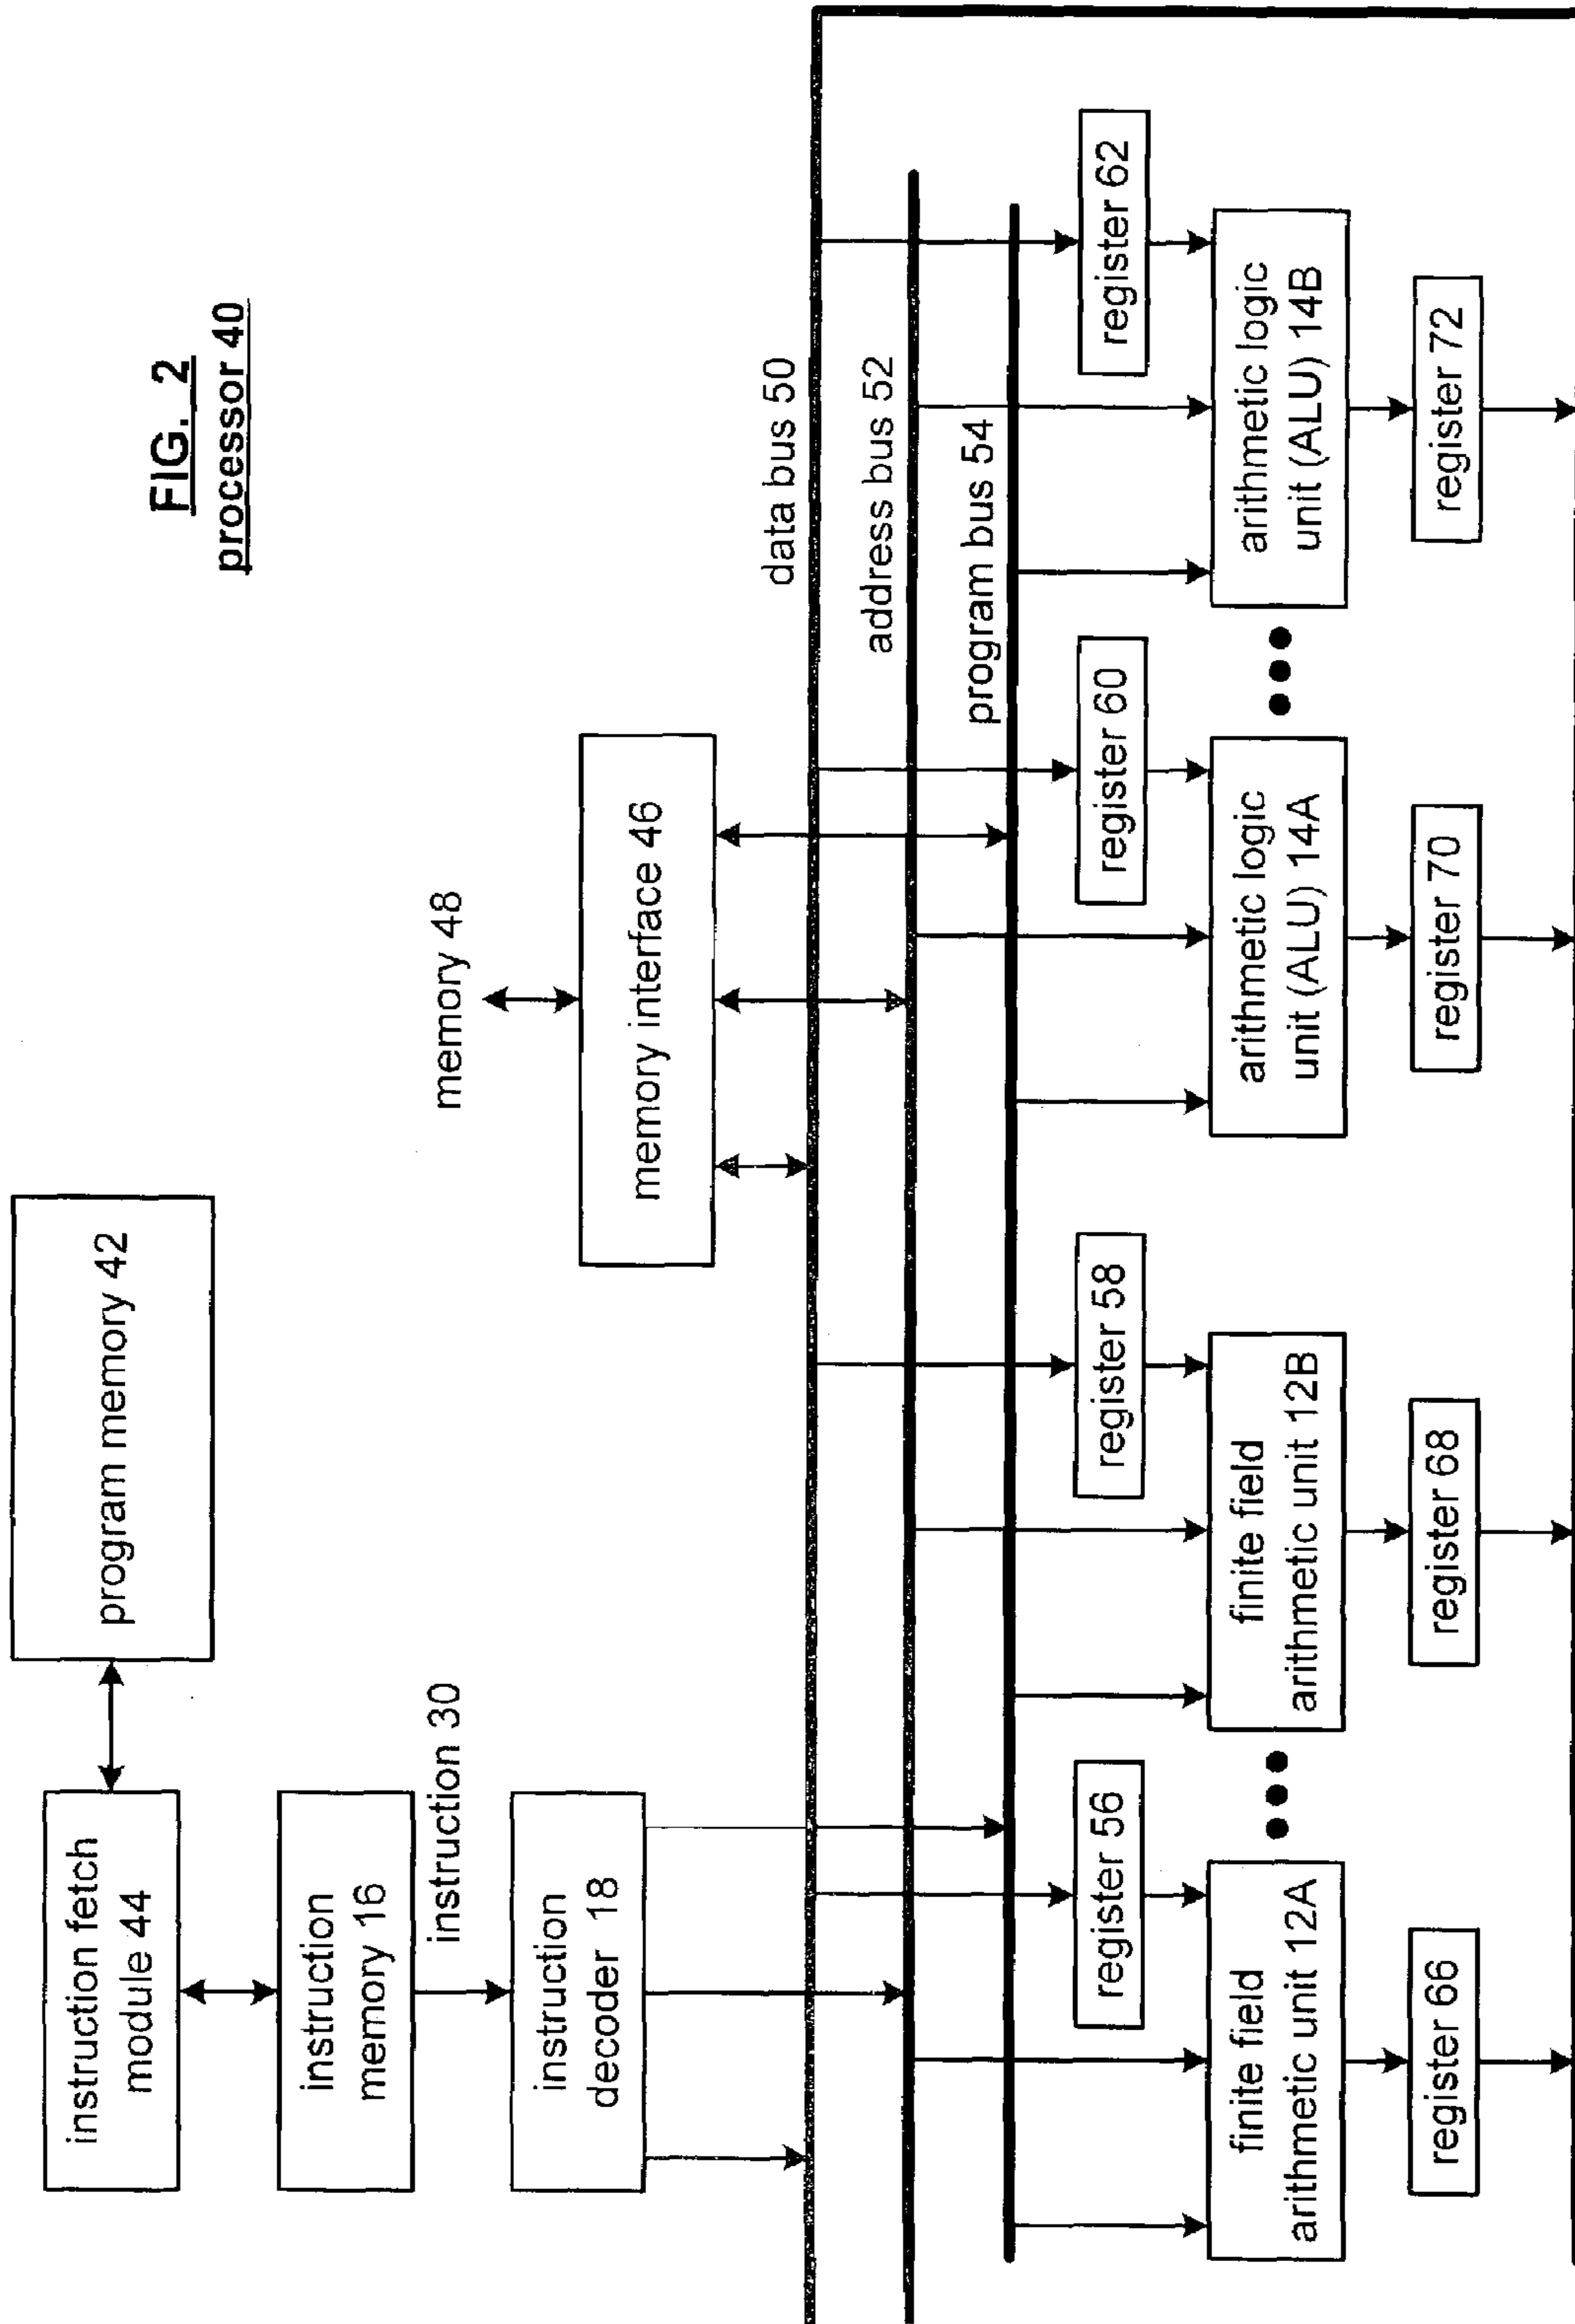 FIG. 2
processor 40
program memory 42
instruction fetch
module 44
instruction
memory 16
instruction 30
instruction
decoder 18
memory 48
memory interface 46
data bus 50
address bus 52
program bus 54
register 56
register 58
register 60
register 62
finite field
arithmetic unit 12A
finite field
arithmetic unit 12B
arithmetic logic
unit (ALU) 14A
arithmetic logic
unit (ALU) 14B
register 66
register 68
register 70
register 72